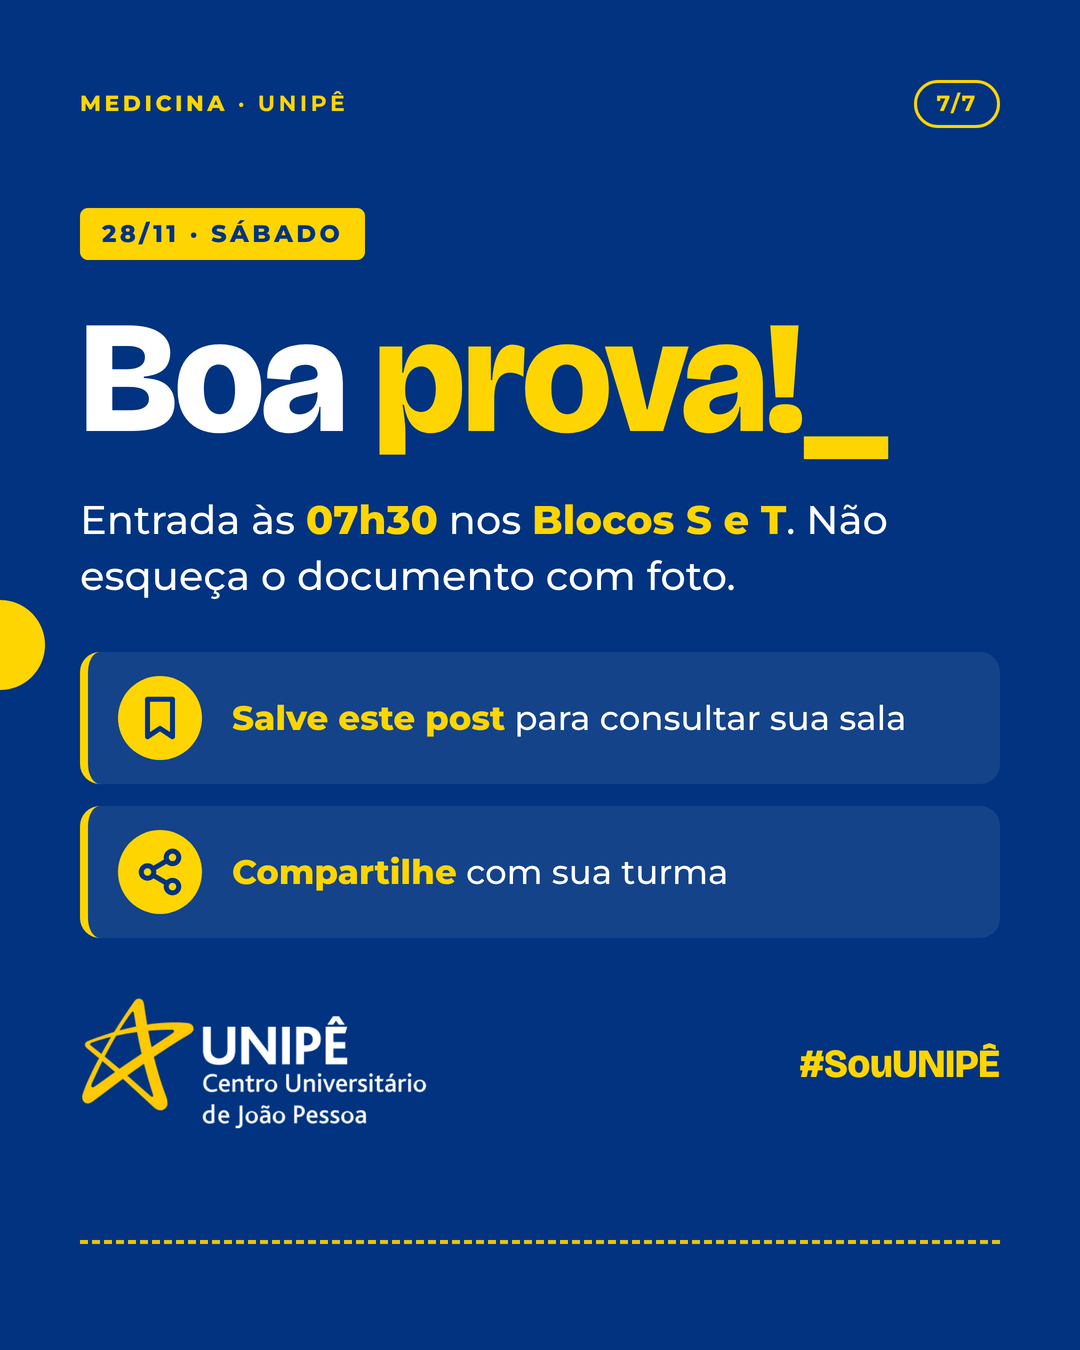 MEDICINA · UNIPÊ
7/7
28/11 · SÁBADO
Boa prova!_
Entrada às 07h30 nos Blocos S e T. Não
esqueça o documento com foto.
Salve este post para consultar sua sala
Compartilhe com sua turma
UNIPÊ
Centro Universitário
de João Pessoa
#SouUNIPÊ